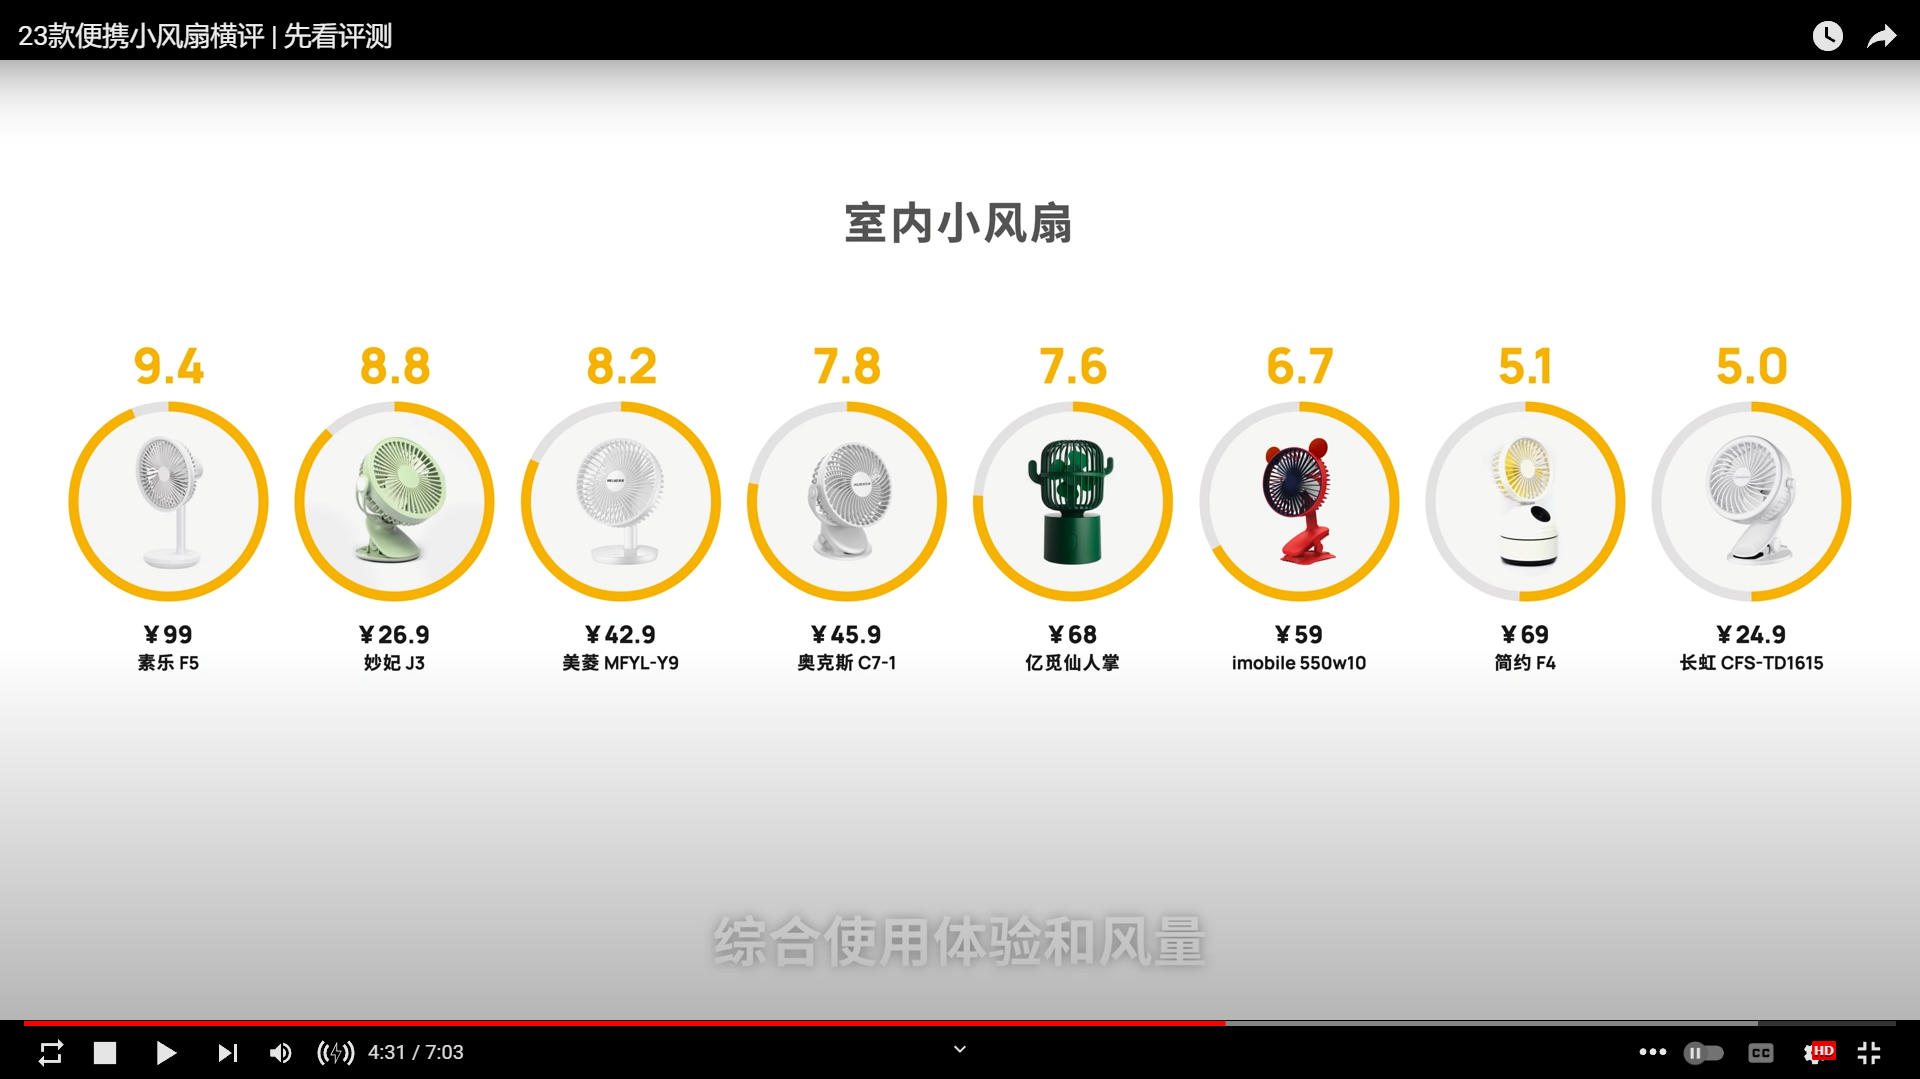 23款便携小风扇横评 | 先看评测
室内小风扇
9.4
8.8
8.2
7.8
7.6
6.7
5.1
5.0
¥99
¥26.9
¥42.9
¥45.9
¥68
¥59
¥69
¥24.9
素乐 F5
妙妃 J3
美菱 MFYL-Y9
奥克斯 C7-1
亿觅仙人掌
imobile 550w10
简约 F4
长虹 CFS-TD1615
综合使用体验和风量
4:31 / 7:03
CC
HD